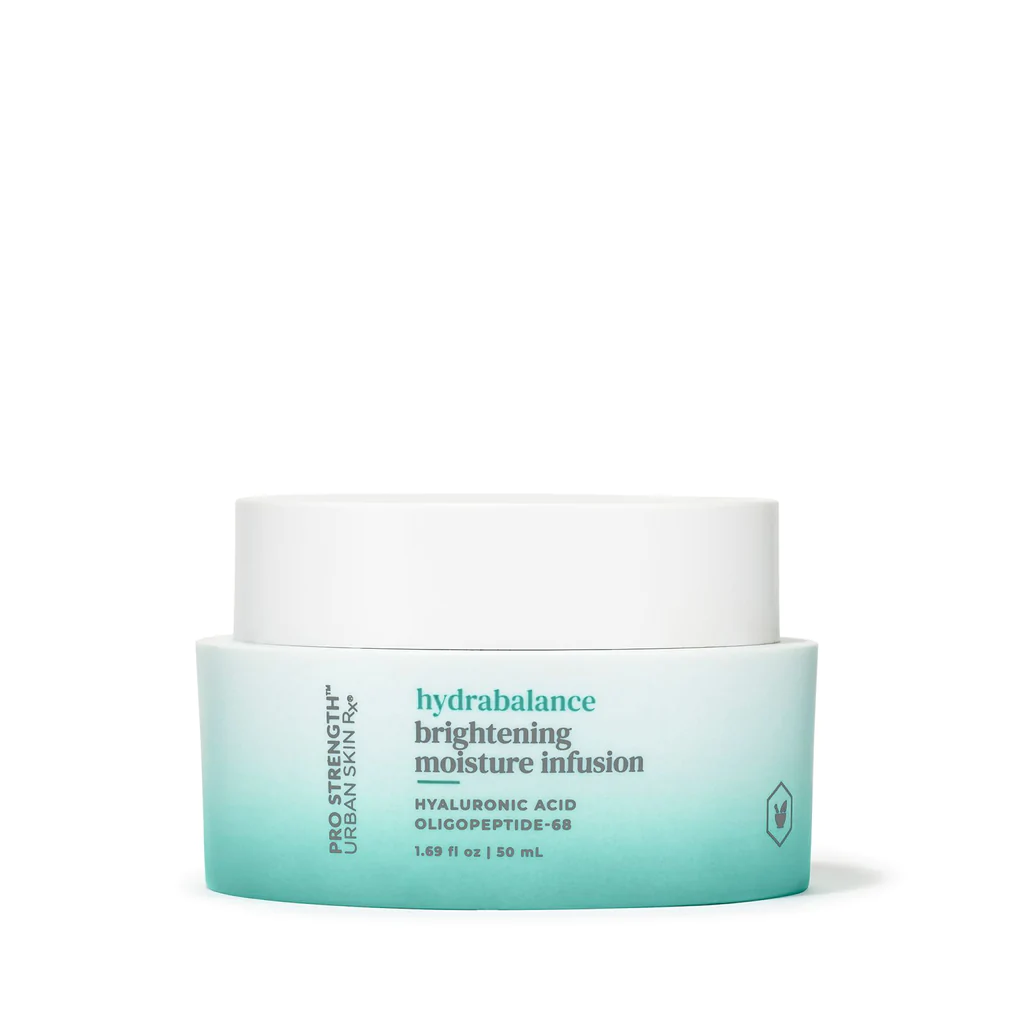 PRO STRENGTH™
URBAN SKIN Rx®
hydrabalance
brightening
moisture infusion
HYALURONIC ACID
OLIGOPEPTIDE-68
1.69 fl oz | 50 mL